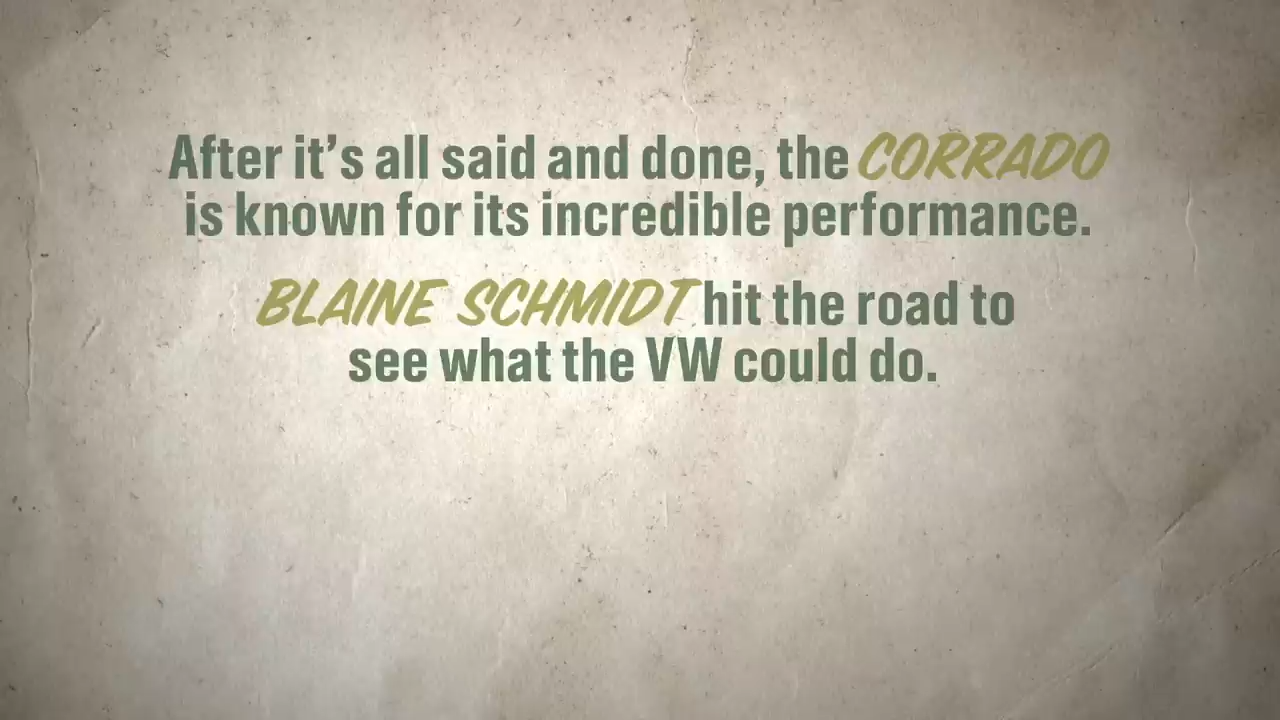 After it’s all said and done, the CORRADO
is known for its incredible performance.
BLAINE SCHMIDT hit the road to
see what the VW could do.